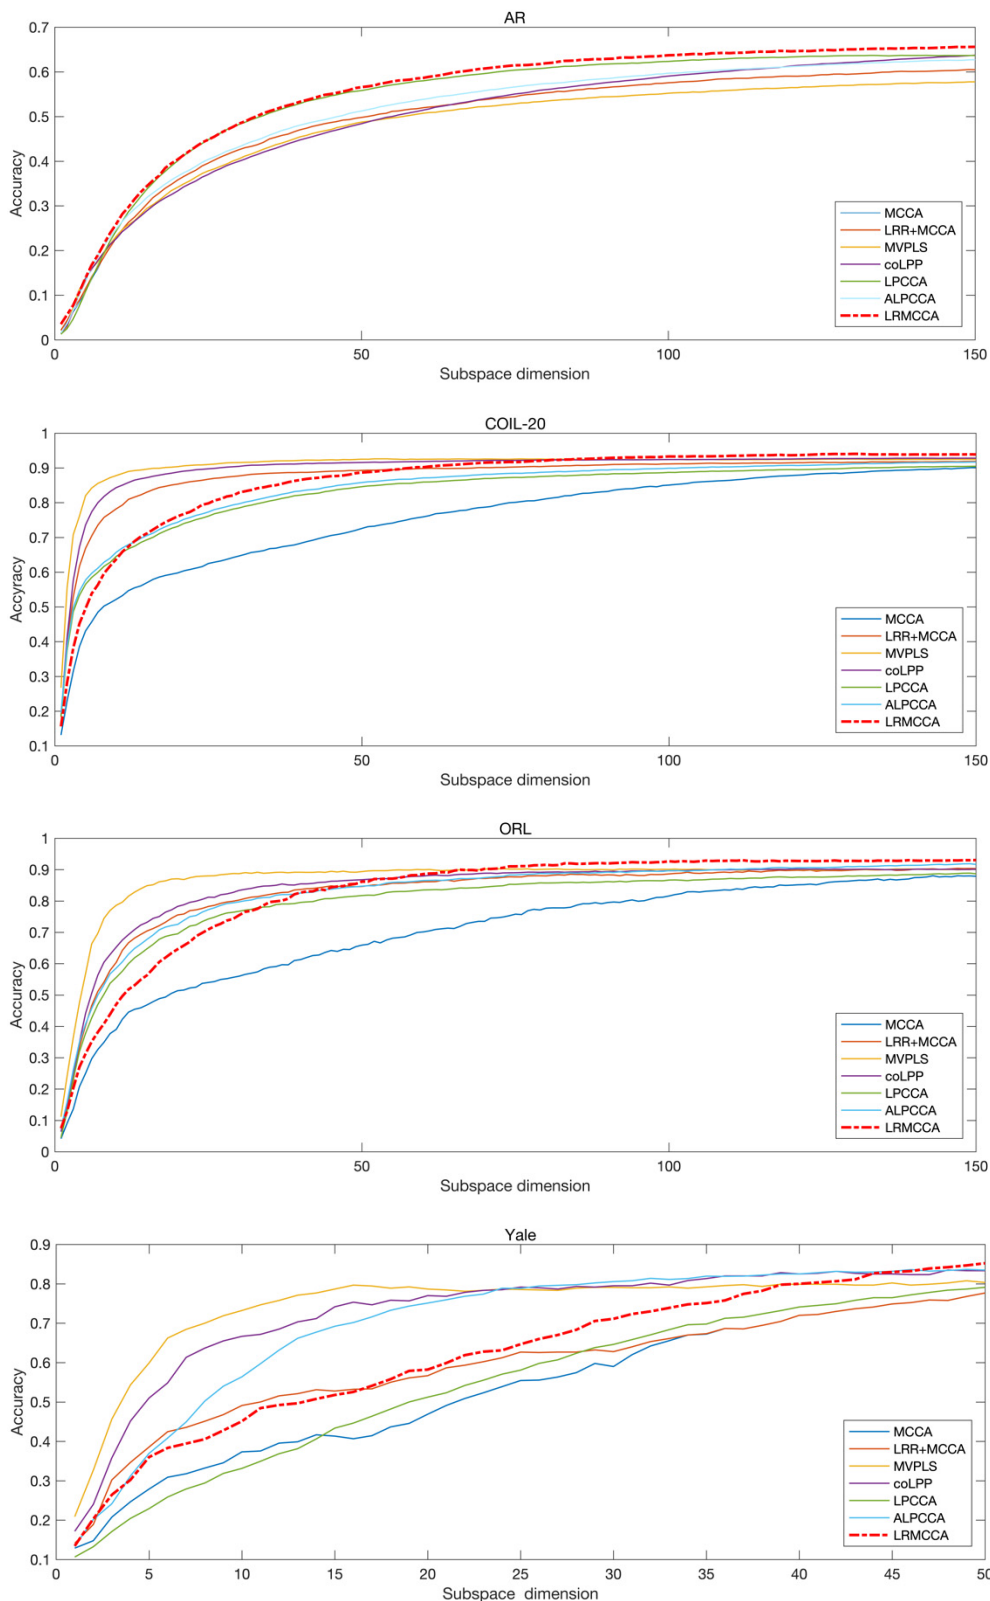 AR
0.7
0.6
0.5
0.4
0.3
0.2
0.1
0
Accuracy
MCCA
LRR+MCCA
MVPLS
coLPP
LPCCA
ALPCCA
LRMCCA
0 50 100 150
Subspace dimension
COIL-20
1
0.9
0.8
0.7
0.6
0.5
0.4
0.3
0.2
0.1
Accyracy
MCCA
LRR+MCCA
MVPLS
coLPP
LPCCA
ALPCCA
LRMCCA
0 50 100 150
Subspace dimension
ORL
1
0.9
0.8
0.7
0.6
0.5
0.4
0.3
0.2
0.1
0
Accuracy
MCCA
LRR+MCCA
MVPLS
coLPP
LPCCA
ALPCCA
LRMCCA
0 50 100 150
Subspace dimension
Yale
0.9
0.8
0.7
0.6
0.5
0.4
0.3
0.2
0.1
Accuracy
MCCA
LRR+MCCA
MVPLS
coLPP
LPCCA
ALPCCA
LRMCCA
0 5 10 15 20 25 30 35 40 45 50
Subspace dimension